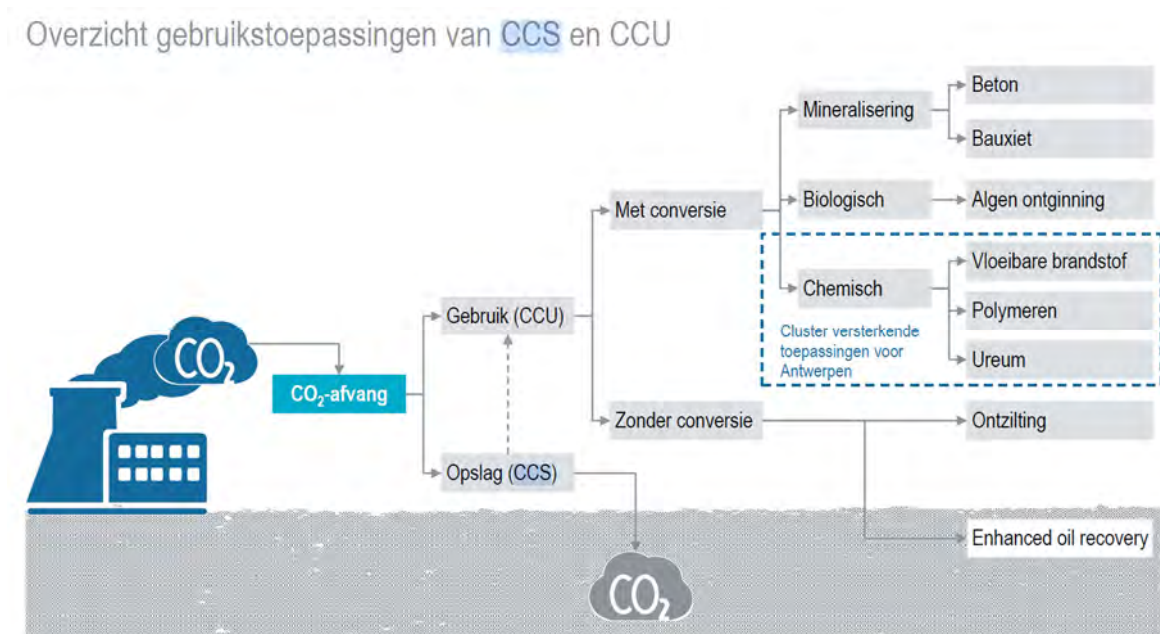 Overzicht gebruikstoepassingen van CCS en CCU
Beton
Mineralisering
Bauxiet
Met conversie
Biologisch
Algen ontginning
Vloeibare brandstof
Chemisch
Gebruik (CCU)
Polymeren
Cluster versterkende
toepassingen voor
Antwerpen
Ureum
CO₂
CO₂-afvang
Zonder conversie
Ontzilting
Opslag (CCS)
Enhanced oil recovery
CO₂